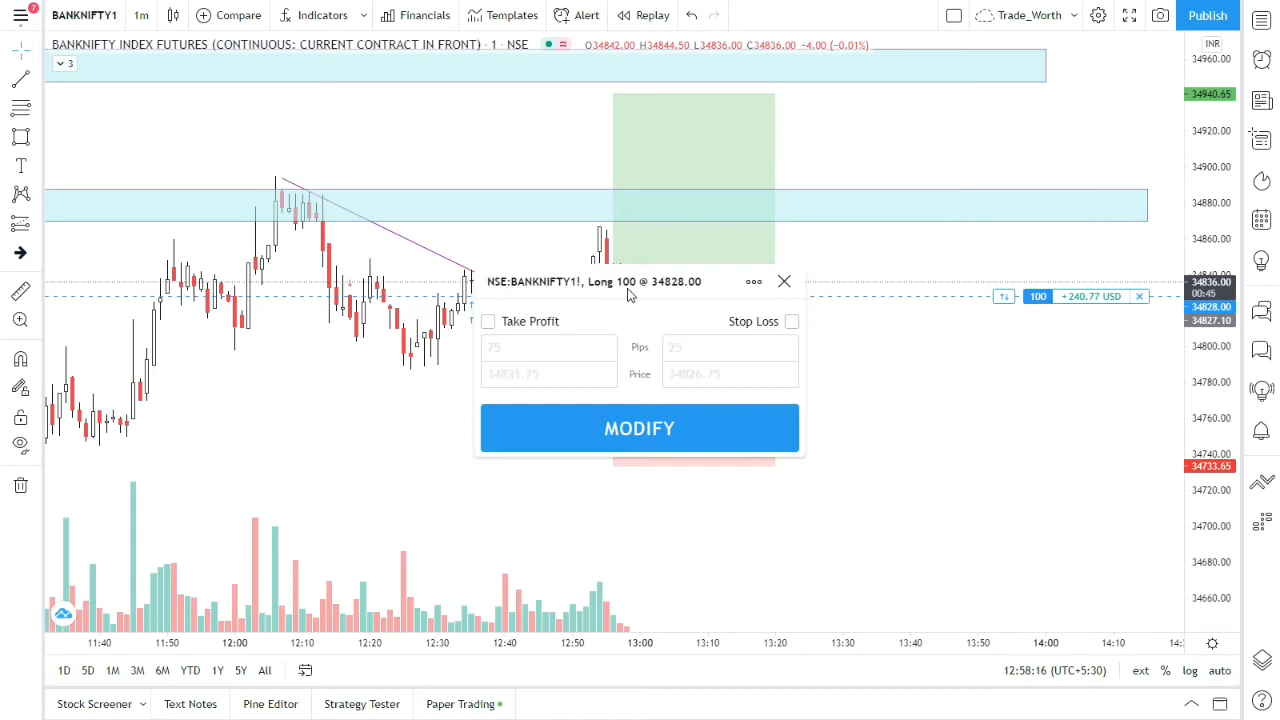 7
BANKNIFTY1 1m Compare Indicators Financials Templates Alert Replay Trade_Worth Publish
BANKNIFTY INDEX FUTURES (CONTINUOUS: CURRENT CONTRACT IN FRONT) · 1 · NSE O34842.00 H34844.50 L34836.00 C34836.00 −4.00 (−0.01%)
INR
3
34960.00
34940.65
34920.00
34900.00
34880.00
34860.00
34840.00
NSE:BANKNIFTY1!, Long 100 @ 34828.00
34836.00
00:45
100 +240.77 USD
34828.00
34827.10
Take Profit Stop Loss
75 Pips 25
34831.75 Price 34826.75
34800.00
34780.00
34760.00
34740.00
MODIFY
34733.65
34720.00
34700.00
34680.00
34660.00
11:40 11:50 12:00 12:10 12:20 12:30 12:40 12:50 13:00 13:10 13:20 13:30 13:40 13:50 14:00 14:10
1D 5D 1M 3M 6M YTD 1Y 5Y All 12:58:16 (UTC+5:30) ext % log auto
Stock Screener Text Notes Pine Editor Strategy Tester Paper Trading